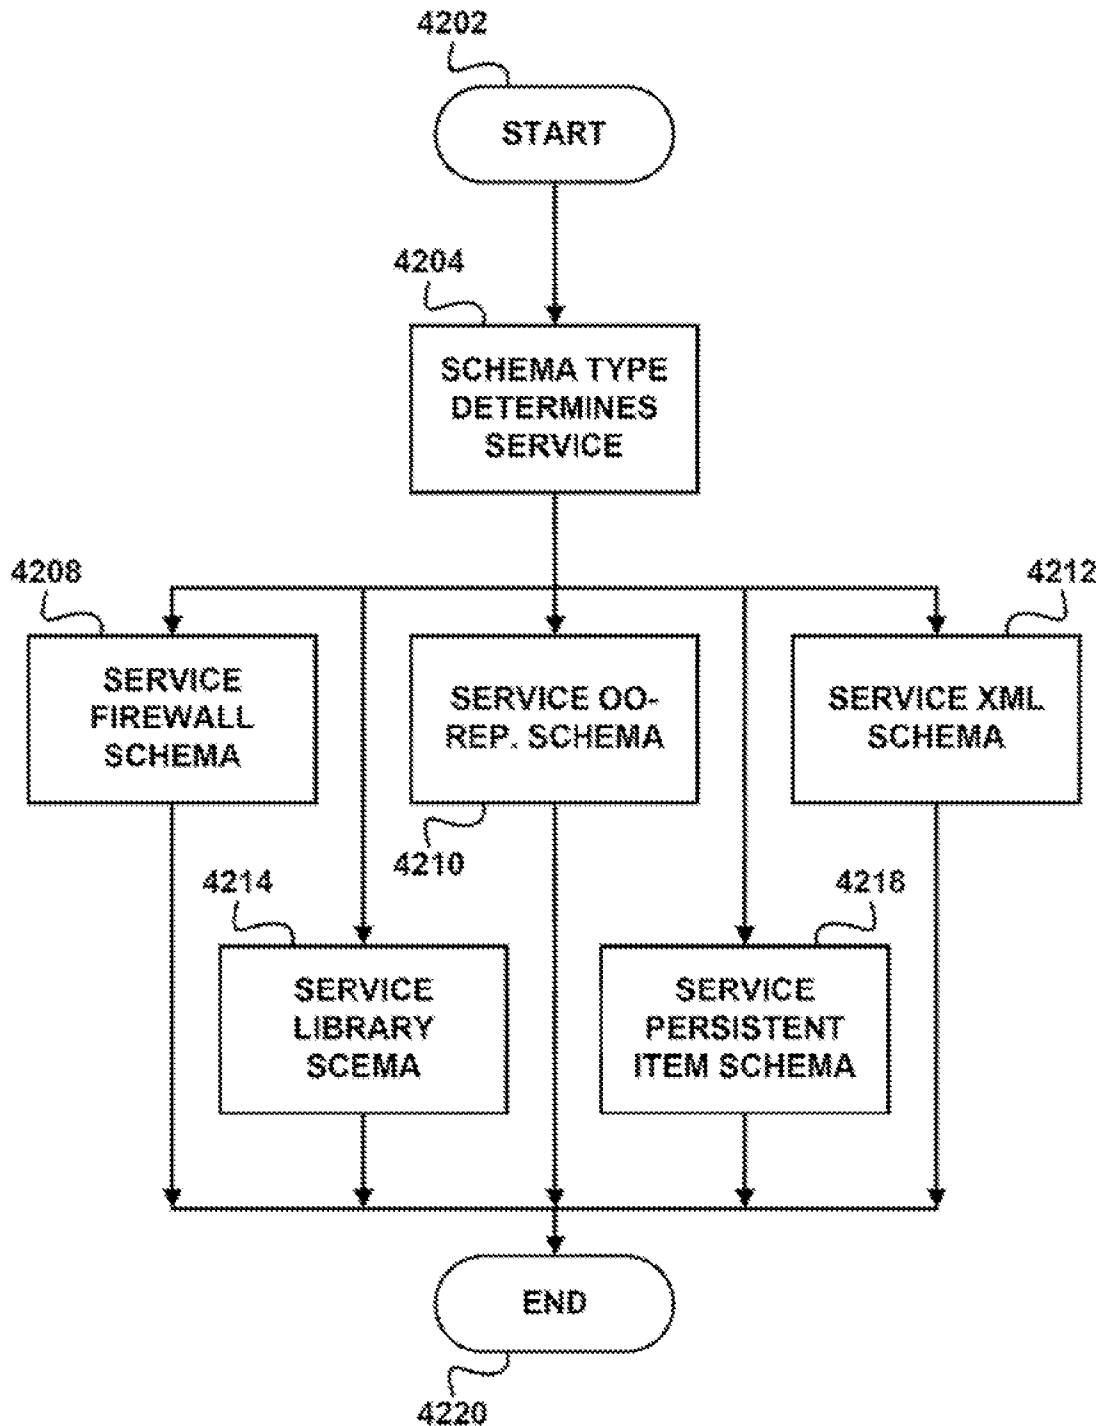 4202
START
4204
SCHEMA TYPE
DETERMINES
SERVICE
4208
SERVICE
FIREWALL
SCHEMA
SERVICE OO-
REP. SCHEMA
4210
4212
SERVICE XML
SCHEMA
4214
SERVICE
LIBRARY
SCEMA
4218
SERVICE
PERSISTENT
ITEM SCHEMA
END
4220